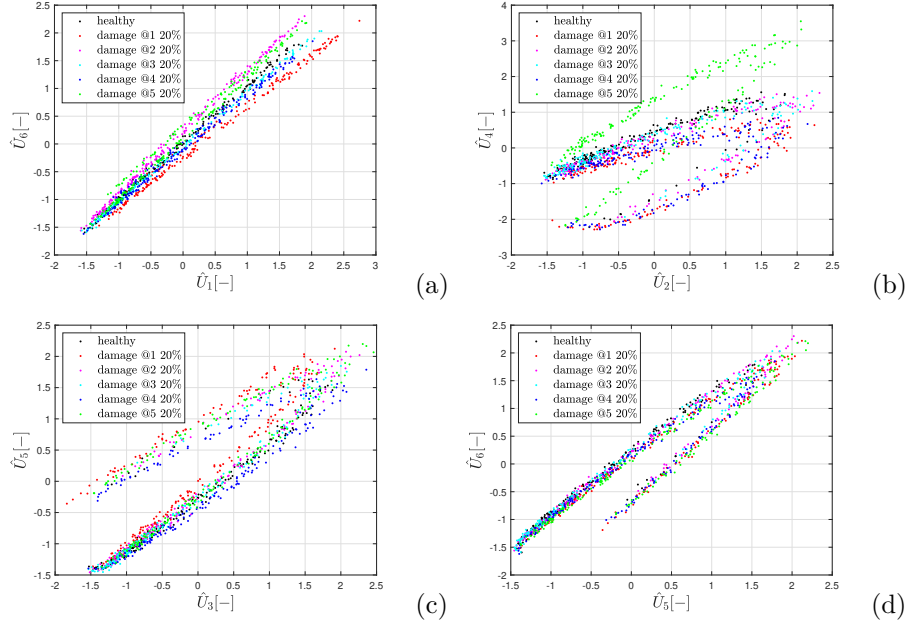 2.5
2
1.5
1
0.5
0
-0.5
-1
-1.5
-2
-2 -1.5 -1 -0.5 0 0.5 1 1.5 2 2.5 3
Û₆[−]
Û₁[−]
healthy
damage @1 20%
damage @2 20%
damage @3 20%
damage @4 20%
damage @5 20%
(a)
4
3
2
1
0
-1
-2
-3
-2 -1.5 -1 -0.5 0 0.5 1 1.5 2 2.5
Û₄[−]
Û₂[−]
healthy
damage @1 20%
damage @2 20%
damage @3 20%
damage @4 20%
damage @5 20%
(b)
2.5
2
1.5
1
0.5
0
-0.5
-1
-1.5
-2 -1.5 -1 -0.5 0 0.5 1 1.5 2 2.5
Û₅[−]
Û₃[−]
healthy
damage @1 20%
damage @2 20%
damage @3 20%
damage @4 20%
damage @5 20%
(c)
2.5
2
1.5
1
0.5
0
-0.5
-1
-1.5
-2
-1.5 -1 -0.5 0 0.5 1 1.5 2 2.5
Û₆[−]
Û₅[−]
healthy
damage @1 20%
damage @2 20%
damage @3 20%
damage @4 20%
damage @5 20%
(d)